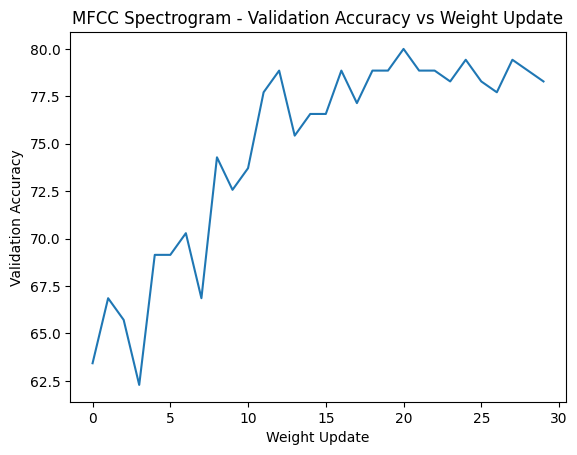 MFCC Spectrogram - Validation Accuracy vs Weight Update
80.0
77.5
75.0
72.5
70.0
67.5
65.0
62.5
Validation Accuracy
0 5 10 15 20 25 30
Weight Update